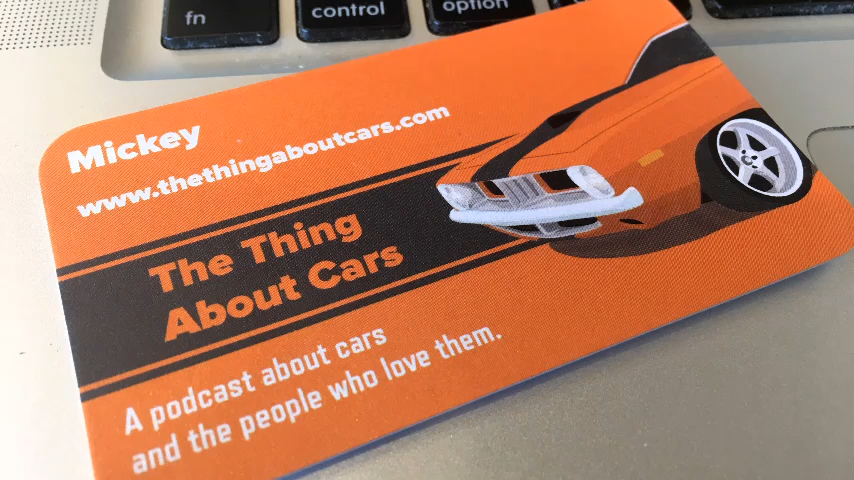 fn
control
option
Mickey
www.thethingaboutcars.com
The Thing
About Cars
A podcast about cars
and the people who love them.